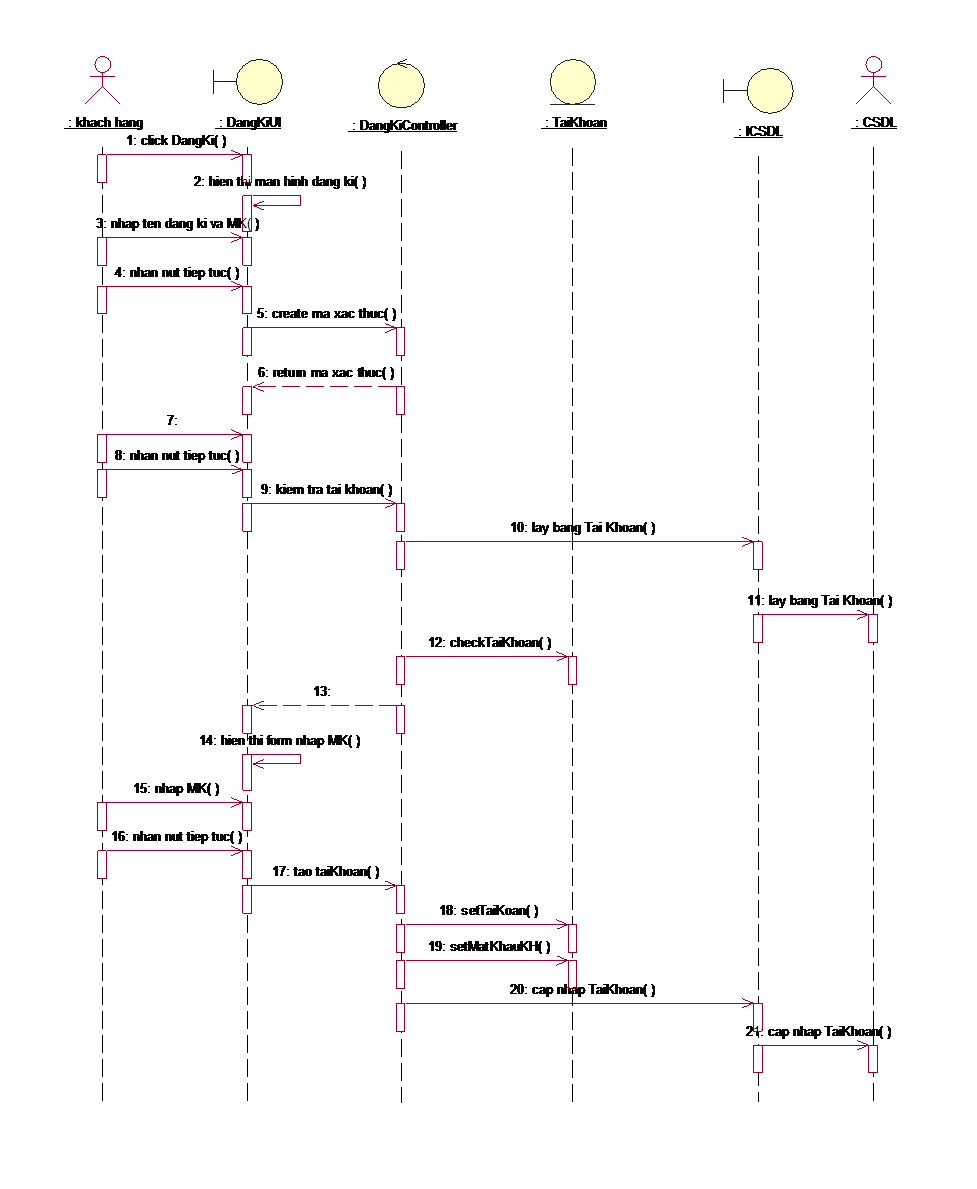 : khach hang
: DangKiUI
: DangKiController
: TaiKhoan
: ICSDL
: CSDL
1: click DangKi( )
2: hien thi man hinh dang ki( )
3: nhap ten dang ki va MK( )
4: nhan nut tiep tuc( )
5: create ma xac thuc( )
6: return ma xac thuc( )
7:
8: nhan nut tiep tuc( )
9: kiem tra tai khoan( )
10: lay bang Tai Khoan( )
11: lay bang Tai Khoan( )
12: checkTaiKhoan( )
13:
14: hien thi form nhap MK( )
15: nhap MK( )
16: nhan nut tiep tuc( )
17: tao taiKhoan( )
18: setTaiKoan( )
19: setMatKhauKH( )
20: cap nhap TaiKhoan( )
21: cap nhap TaiKhoan( )